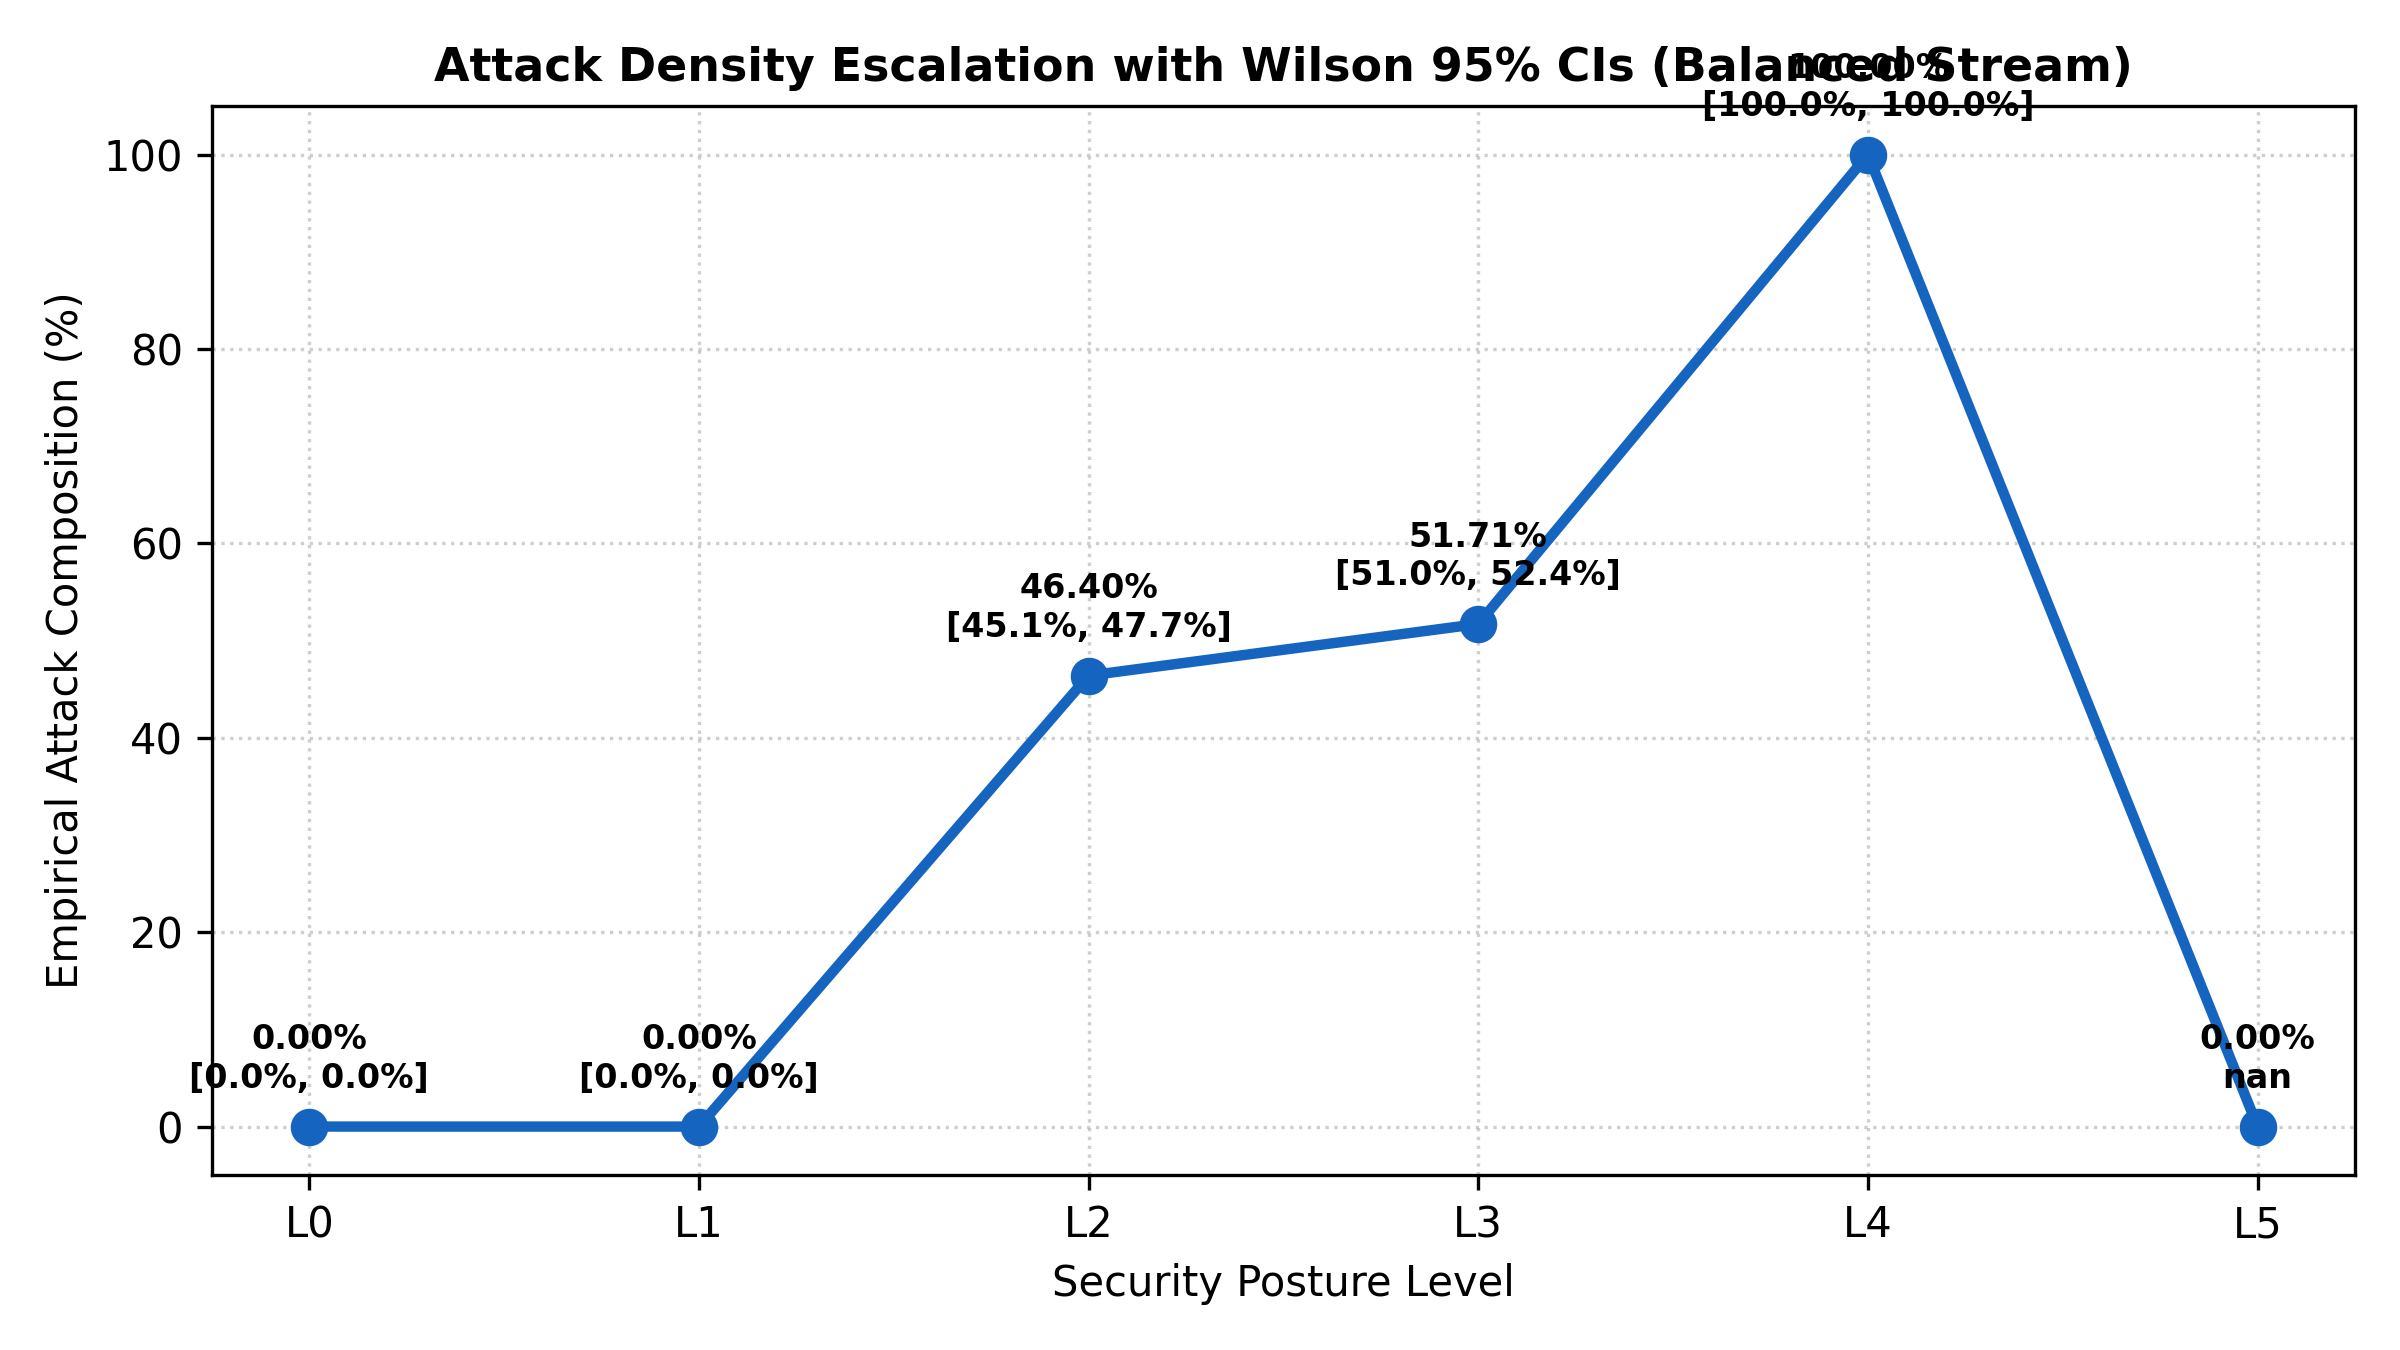 Attack Density Escalation with Wilson 95% CIs (Balanced Stream)
100.00%
[100.0%, 100.0%]
Empirical Attack Composition (%)
100
80
60
40
20
0
51.71%
[51.0%, 52.4%]
46.40%
[45.1%, 47.7%]
0.00%
[0.0%, 0.0%]
0.00%
[0.0%, 0.0%]
0.00%
nan
L0
L1
L2
L3
L4
L5
Security Posture Level